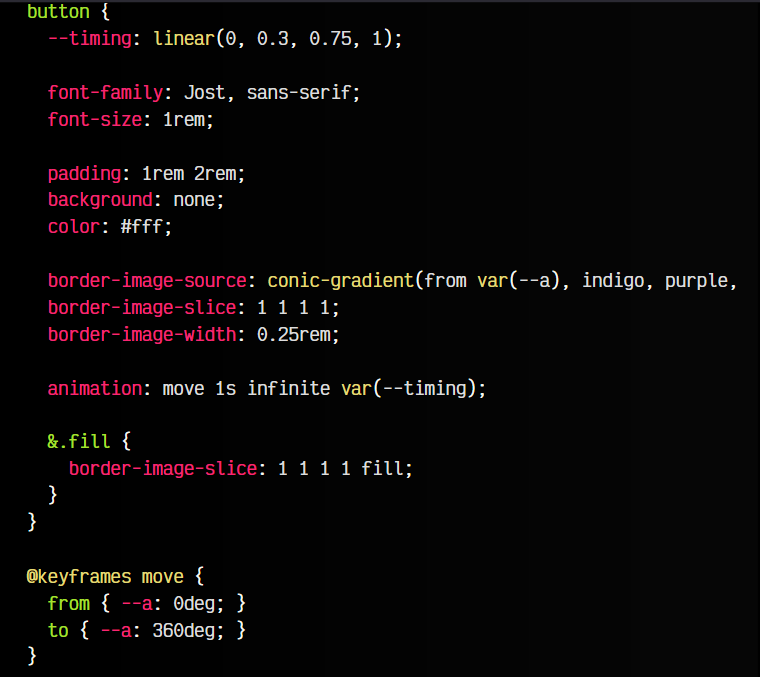 button {
--timing: linear(0, 0.3, 0.75, 1);
font-family: Jost, sans-serif;
font-size: 1rem;
padding: 1rem 2rem;
background: none;
color: #fff;
border-image-source: conic-gradient(from var(--a), indigo, purple,
border-image-slice: 1 1 1 1;
border-image-width: 0.25rem;
animation: move 1s infinite var(--timing);
&.fill {
border-image-slice: 1 1 1 1 fill;
}
}
@keyframes move {
from { --a: 0deg; }
to { --a: 360deg; }
}